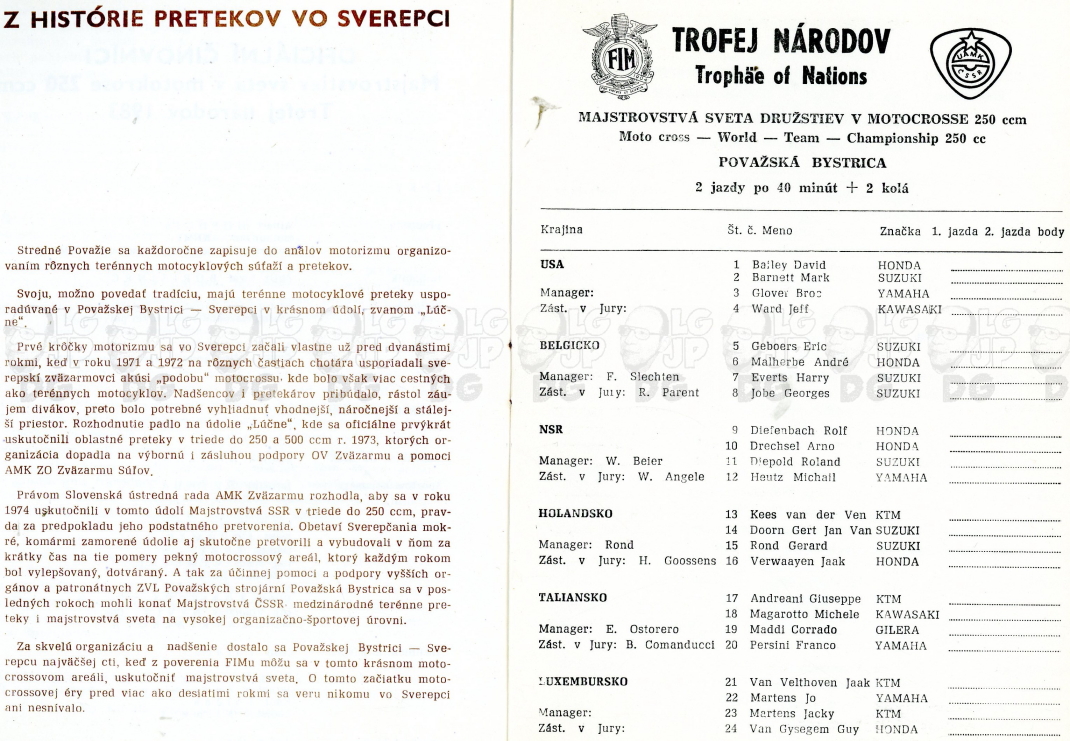 Z HISTÓRIE PRETEKOV VO SVEREPCI
Stredné Považie sa každoročne zapisuje do análov motorizmu organizo-
vaním rôznych terénnych motocyklových súťaží a pretekov.
Svoju, možno povedať tradíciu, majú terénne motocyklové preteky uspo-
radúvané v Považskej Bystrici — Sverepci v krásnom údolí, zvanom „Lúč-
ne“.
Prvé krôčky motorizmu sa vo Sverepci začali vlastne už pred dvanástimi
rokmi, keď v roku 1971 a 1972 na rôznych častiach chotára usporiadali sve-
repskí zväzarmovci akúsi „podobu“ motocrossu, kde bolo však viac cestných
ako terénnych motocyklov. Nadšencov i pretekárov pribúdalo, rástol záu-
jem divákov, preto bolo potrebné vyhliadnuť vhodnejší, náročnejší a stálej-
ší priestor. Rozhodnutie padlo na údolie „Lúčne“, kde sa oficiálne prvýkrát
uskutočnili oblastné preteky v triede do 250 a 500 ccm r. 1973, ktorých or-
ganizácia dopadla na výbornú i zásluhou podpory OV Zväzarmu a pomoci
AMK ZO Zväzarmu Súľov.
Právom Slovenská ústredná rada AMK Zväzarmu rozhodla, aby sa v roku
1974 uskutočnili v tomto údolí Majstrovstvá SSR v triede do 250 ccm, prav-
da za predpokladu jeho podstatného pretvorenia. Obetaví Sverepčania mok-
ré, komármi zamorené údolie aj skutočne pretvorili a vybudovali v ňom za
krátky čas na tie pomery pekný motocrossový areál, ktorý každým rokom
bol vylepšovaný, dotváraný. A tak za účinnej pomoci a podpory vyšších or-
gánov a patronátnych ZVL Považských strojární Považská Bystrica sa v pos-
ledných rokoch mohli konať Majstrovstvá ČSSR medzinárodné terénne pre-
teky i majstrovstvá sveta na vysokej organizačno-športovej úrovni.
Za skvelú organizáciu a nadšenie dostalo sa Považskej Bystrici — Sve-
repcu najväčšej cti, keď z poverenia FIMu môžu sa v tomto krásnom moto-
crossovom areáli, uskutočniť majstrovstvá sveta. O tomto začiatku moto-
crossovej éry pred viac ako desiatimi rokmi sa veru nikomu vo Sverepci
ani nesnívalo.
FIM
TROFEJ NÁRODOV
Trophäe of Nations
ÚAMK
ČSSR
MAJSTROVSTVÁ SVETA DRUŽSTIEV V MOTOCROSSE 250 ccm
Moto cross — World — Team — Championship 250 cc
POVAŽSKÁ BYSTRICA
2 jazdy po 40 minút + 2 kolá
Krajina Št. č. Meno Značka 1. jazda 2. jazda body
USA 1 Bailey David HONDA
2 Barnett Mark SUZUKI
Manager: 3 Glover Broc YAMAHA
Zást. v Jury: 4 Ward Jeff KAWASAKI
BELGICKO 5 Geboers Eric SUZUKI
6 Malherbe André HONDA
Manager: F. Slechten 7 Everts Harry SUZUKI
Zást. v Jury: R. Parent 8 Jobe Georges SUZUKI
NSR 9 Diefenbach Rolf HONDA
10 Drechsel Arno HONDA
Manager: W. Beier 11 Diepold Roland SUZUKI
Zást. v Jury: W. Angele 12 Heutz Michail YAMAHA
HOLANDSKO 13 Kees van der Ven KTM
14 Doorn Gert Jan Van SUZUKI
Manager: Rond 15 Rond Gerard SUZUKI
Zást. v Jury: H. Goossens 16 Verwaayen Jaak HONDA
TALIANSKO 17 Andreani Giuseppe KTM
18 Magarotto Michele KAWASAKI
Manager: E. Ostorero 19 Maddi Corrado GILERA
Zást. v Jury: B. Comanducci 20 Persini Franco YAMAHA
LUXEMBURSKO 21 Van Velthoven Jaak KTM
22 Martens Jo YAMAHA
Manager: 23 Martens Jacky KTM
Zást. v Jury: 24 Van Gysegem Guy HONDA